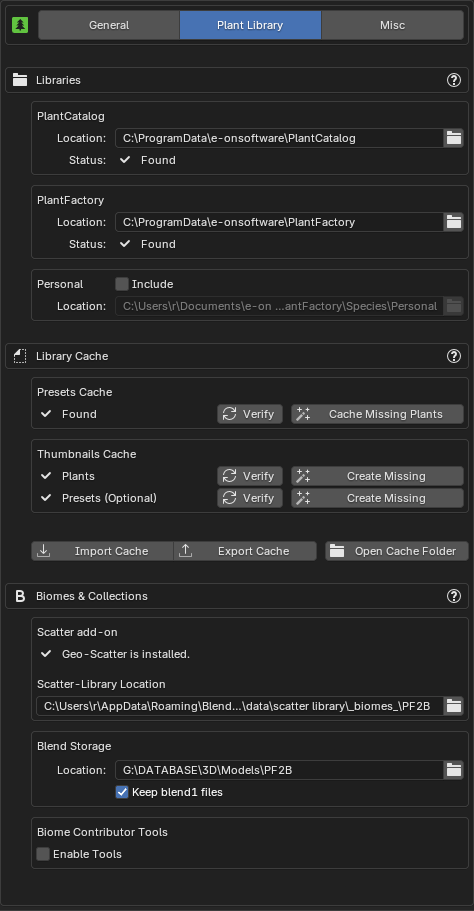 General Plant Library Misc
Libraries ?
PlantCatalog
Location: C:\ProgramData\e-onsoftware\PlantCatalog
Status: Found
PlantFactory
Location: C:\ProgramData\e-onsoftware\PlantFactory
Status: Found
Personal Include
Location: C:\Users\r\Documents\e-on ...antFactory\Species\Personal
Library Cache ?
Presets Cache
Found Verify Cache Missing Plants
Thumbnails Cache
Plants Verify Create Missing
Presets (Optional) Verify Create Missing
Import Cache Export Cache Open Cache Folder
B Biomes & Collections ?
Scatter add-on
Geo-Scatter is installed.
Scatter-Library Location
C:\Users\r\AppData\Roaming\Blend...\data\scatter library\_biomes_\PF2B
Blend Storage
Location: G:\DATABASE\3D\Models\PF2B
Keep blend1 files
Biome Contributor Tools
Enable Tools